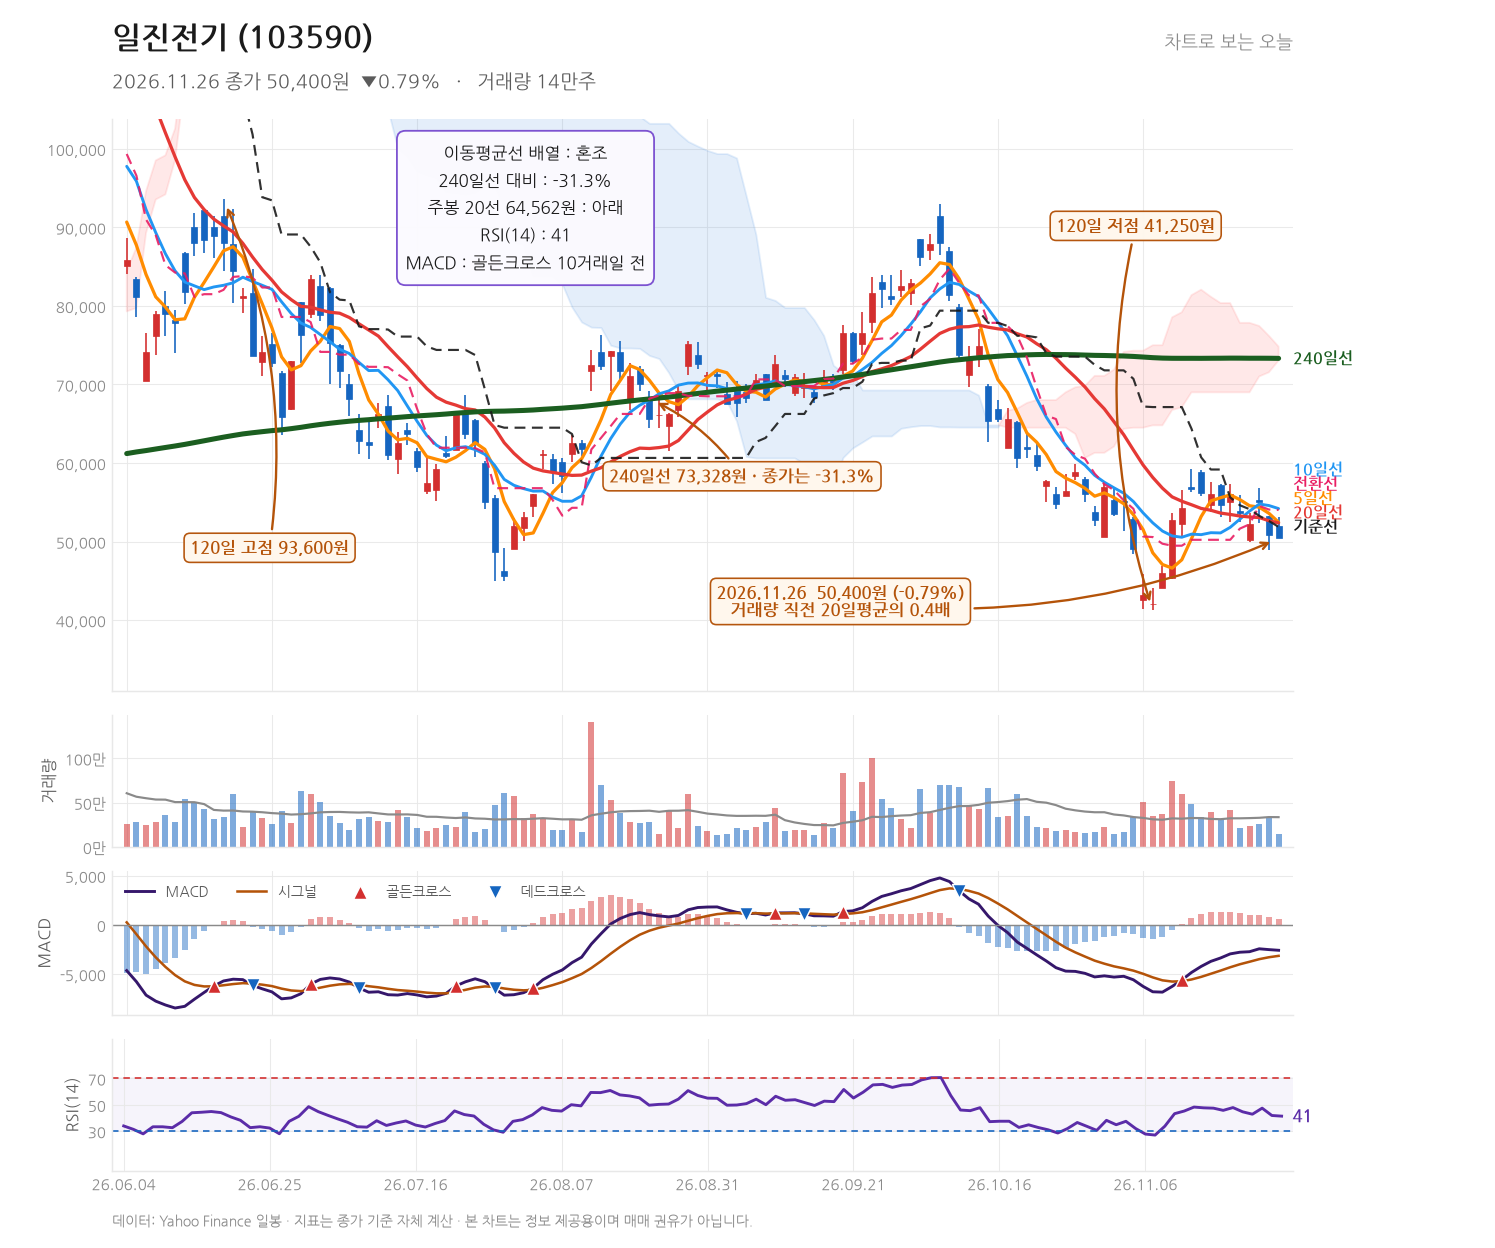 일진전기 (103590)
차트로 보는 오늘
2026.11.26 종가 50,400원 ▼0.79% · 거래량 14만주
100,000
90,000
80,000
70,000
60,000
50,000
40,000
이동평균선 배열 : 혼조
240일선 대비 : -31.3%
주봉 20선 64,562원 : 아래
RSI(14) : 41
MACD : 골든크로스 10거래일 전
120일 저점 41,250원
240일선
240일선 73,328원 · 종가는 -31.3%
120일 고점 93,600원
2026.11.26 50,400원 (-0.79%)
거래량 직전 20일평균의 0.4배
10일선
전환선
5일선
20일선
기준선
거래량
100만
50만
0만
MACD
5,000
0
-5,000
MACD
시그널
골든크로스
데드크로스
RSI(14)
70
50
30
41
26.06.04
26.06.25
26.07.16
26.08.07
26.08.31
26.09.21
26.10.16
26.11.06
데이터: Yahoo Finance 일봉 · 지표는 종가 기준 자체 계산 · 본 차트는 정보 제공용이며 매매 권유가 아닙니다.